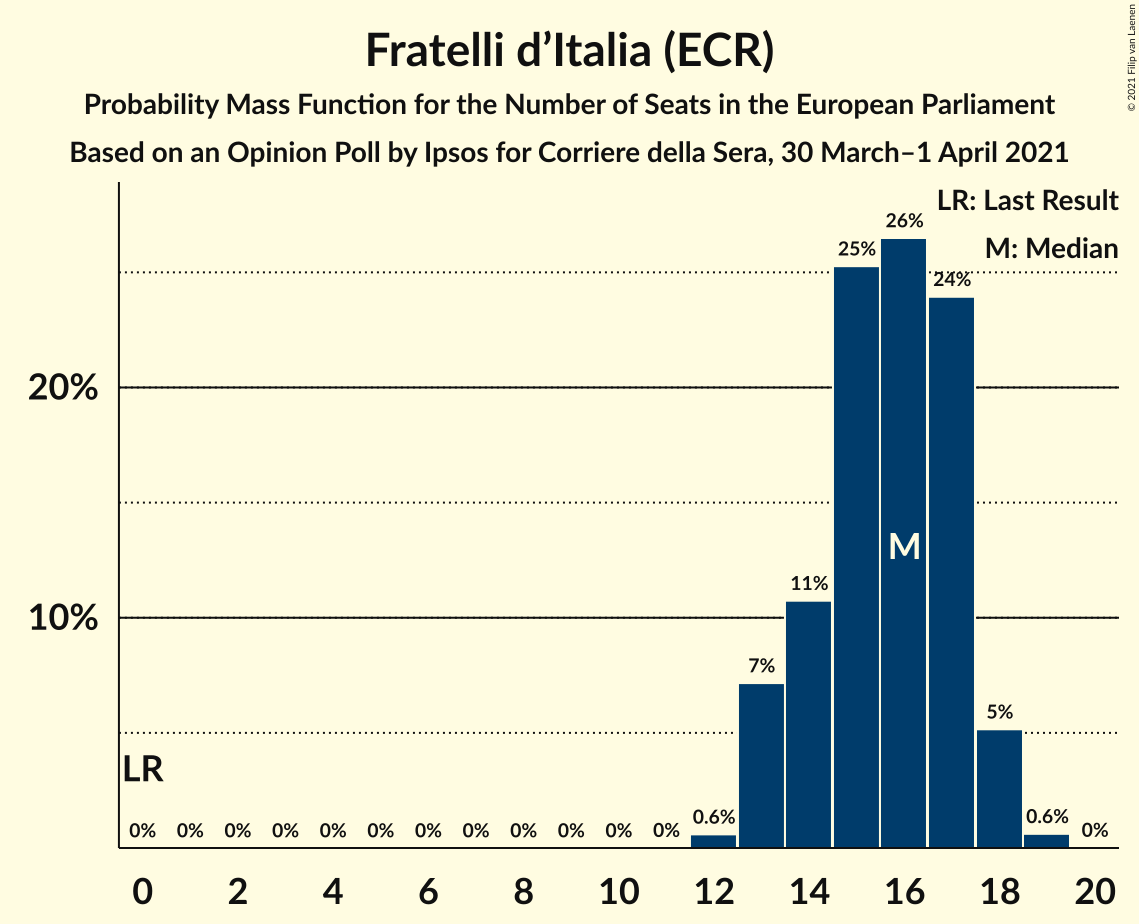 Fratelli d’Italia (ECR)
Probability Mass Function for the Number of Seats in the European Parliament
Based on an Opinion Poll by Ipsos for Corriere della Sera, 30 March–1 April 2021
© 2021 Filip van Laenen
LR: Last Result
M: Median
26%
25%
24%
20%
M
11%
10%
7%
5%
LR
0% 0% 0% 0% 0% 0% 0% 0% 0% 0% 0% 0% 0.6% 0.6% 0%
0 2 4 6 8 10 12 14 16 18 20